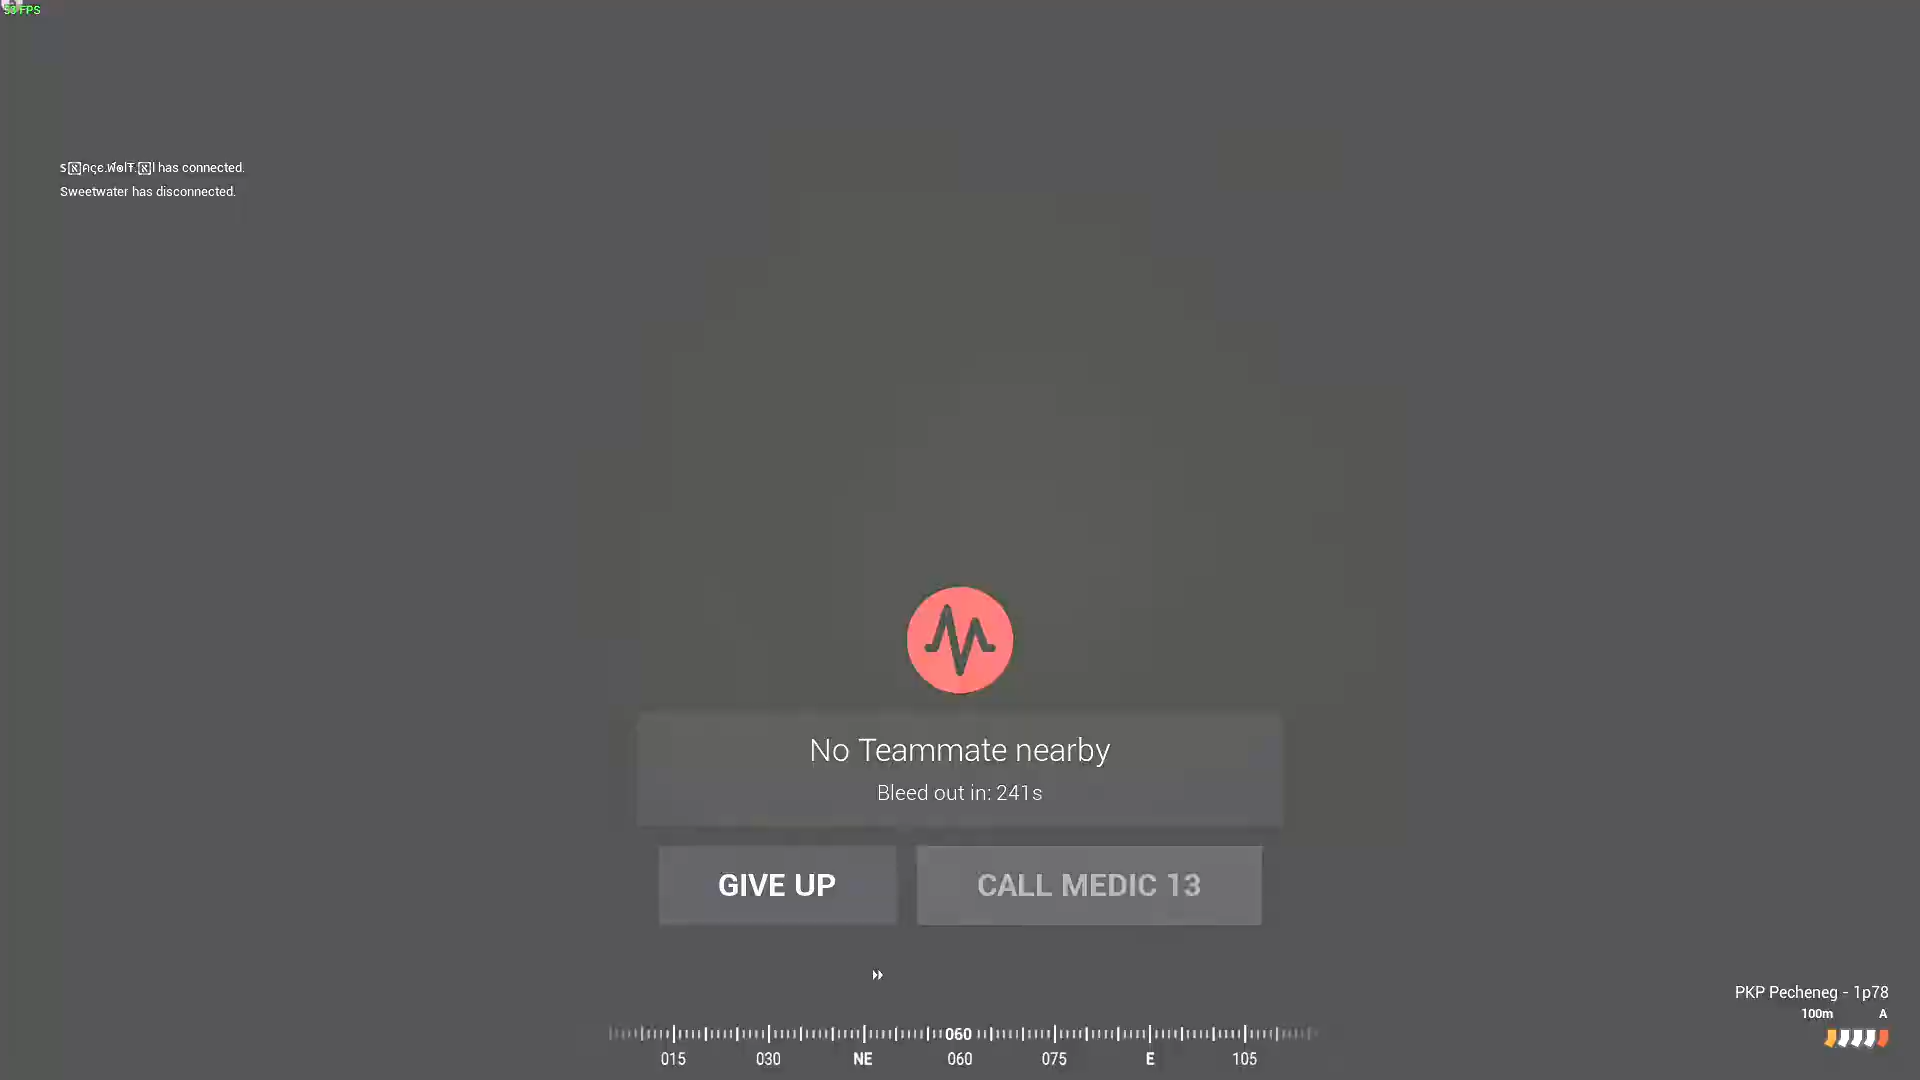 FPS
has connected.
Sweetwater has disconnected.
No Teammate nearby
Bleed out in: 241s
GIVE UP
CALL MEDIC 13
PKP Pecheneg - 1p78
100m A
060
015 030 NE 060 075 E 105